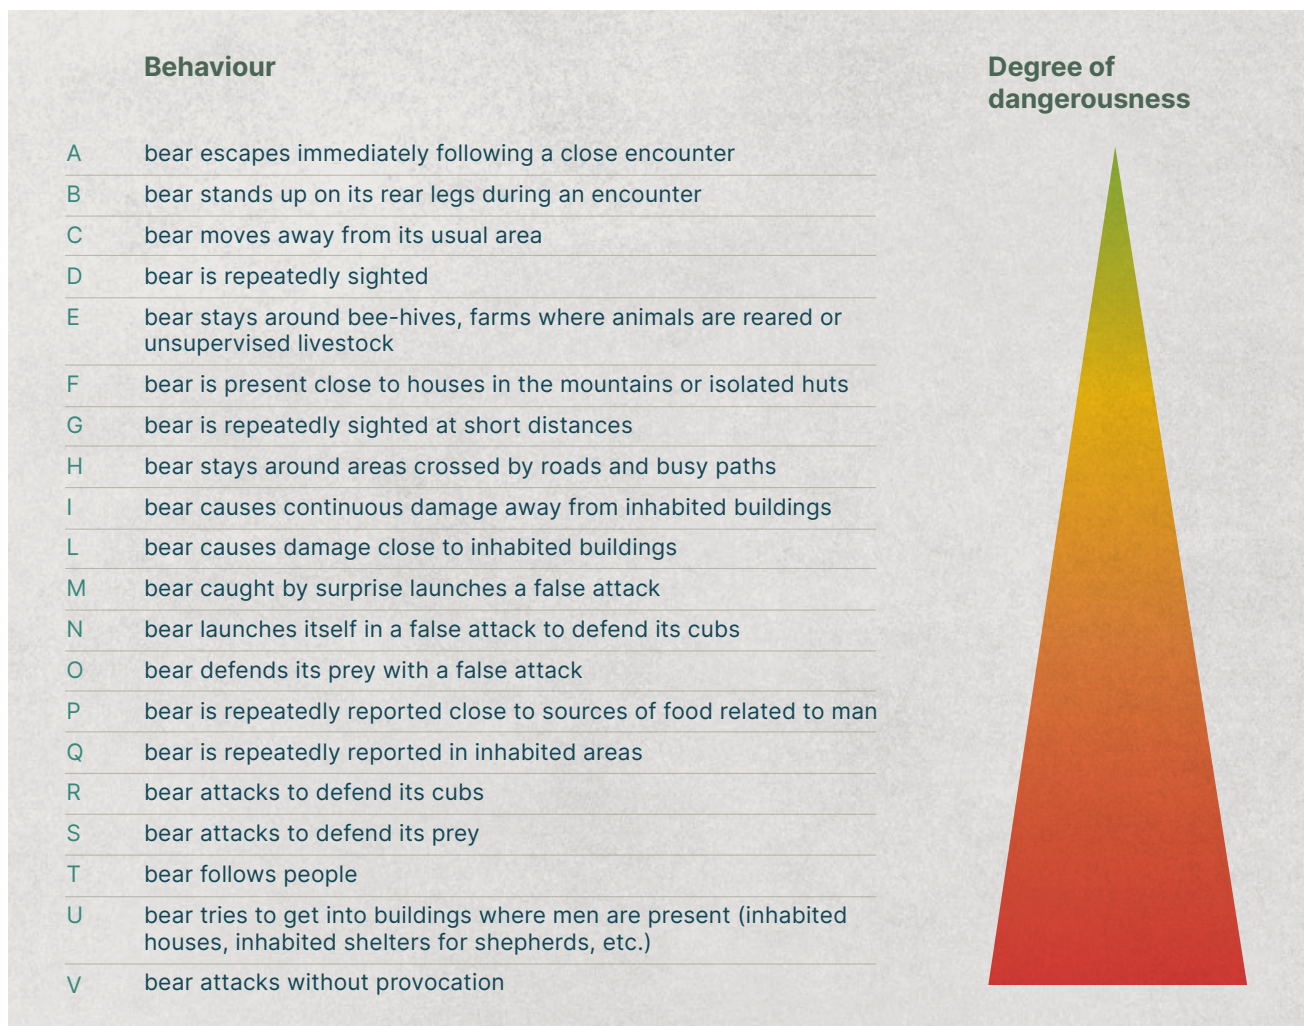 Behaviour
Degree of
dangerousness
A bear escapes immediately following a close encounter
B bear stands up on its rear legs during an encounter
C bear moves away from its usual area
D bear is repeatedly sighted
E bear stays around bee-hives, farms where animals are reared or
unsupervised livestock
F bear is present close to houses in the mountains or isolated huts
G bear is repeatedly sighted at short distances
H bear stays around areas crossed by roads and busy paths
I bear causes continuous damage away from inhabited buildings
L bear causes damage close to inhabited buildings
M bear caught by surprise launches a false attack
N bear launches itself in a false attack to defend its cubs
O bear defends its prey with a false attack
P bear is repeatedly reported close to sources of food related to man
Q bear is repeatedly reported in inhabited areas
R bear attacks to defend its cubs
S bear attacks to defend its prey
T bear follows people
U bear tries to get into buildings where men are present (inhabited
houses, inhabited shelters for shepherds, etc.)
V bear attacks without provocation